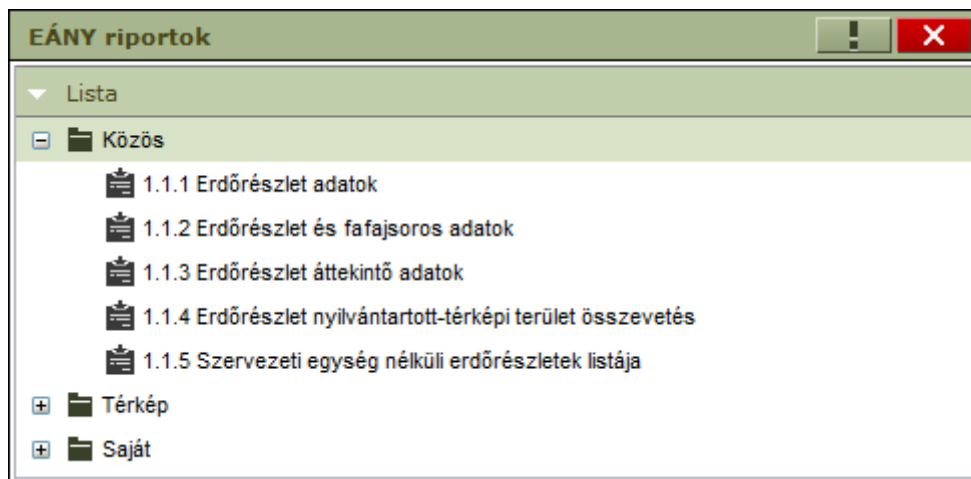 EÁNY riportok
Lista
Közös
1.1.1 Erdőrészlet adatok
1.1.2 Erdőrészlet és fafajsoros adatok
1.1.3 Erdőrészlet áttekintő adatok
1.1.4 Erdőrészlet nyilvántartott-térképi terület összevetés
1.1.5 Szervezeti egység nélküli erdőrészletek listája
Térkép
Saját